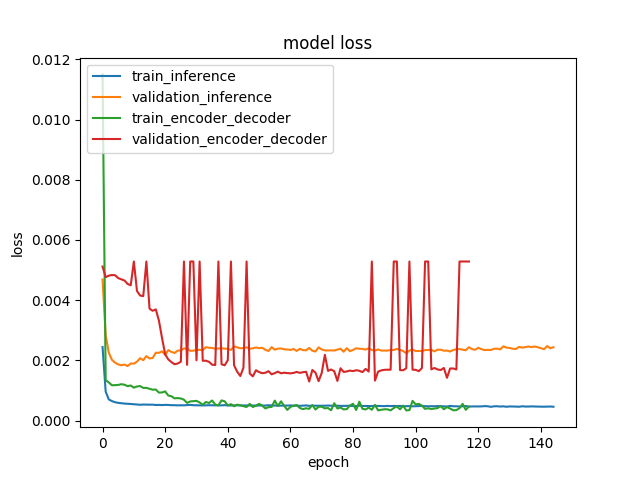 model loss
train_inference
validation_inference
train_encoder_decoder
validation_encoder_decoder
loss
0.012
0.010
0.008
0.006
0.004
0.002
0.000
0 20 40 60 80 100 120 140
epoch